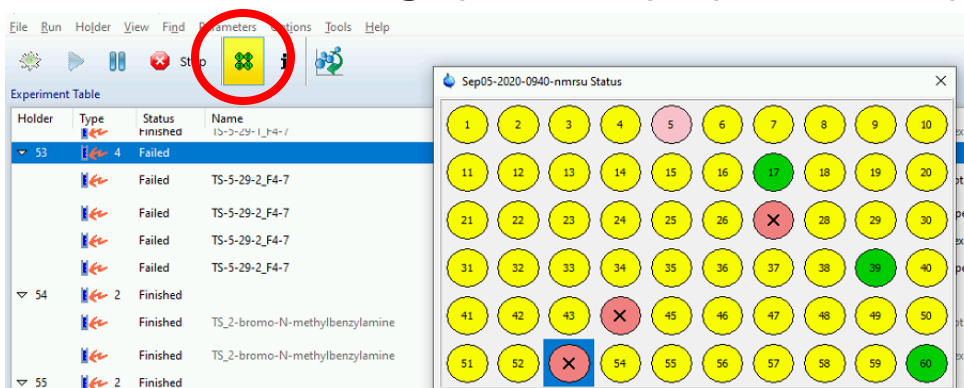 File Run Holder View Find Parameters Options Tools Help
Stop i
Experiment Table
Holder Type Status Name
Finished TS-5-29-1_F4-7
53 4 Failed
Failed TS-5-29-2_F4-7
Failed TS-5-29-2_F4-7
Failed TS-5-29-2_F4-7
Failed TS-5-29-2_F4-7
54 2 Finished
Finished TS_2-bromo-N-methylbenzylamine
Finished TS_2-bromo-N-methylbenzylamine
55 2 Finished
Sep05-2020-0940-nmrsu Status
1 2 3 4 5 6 7 8 9 10
11 12 13 14 15 16 17 18 19 20
21 22 23 24 25 26 28 29 30
31 32 33 34 35 36 37 38 39 40
41 42 43 45 46 47 48 49 50
51 52 54 55 56 57 58 59 60